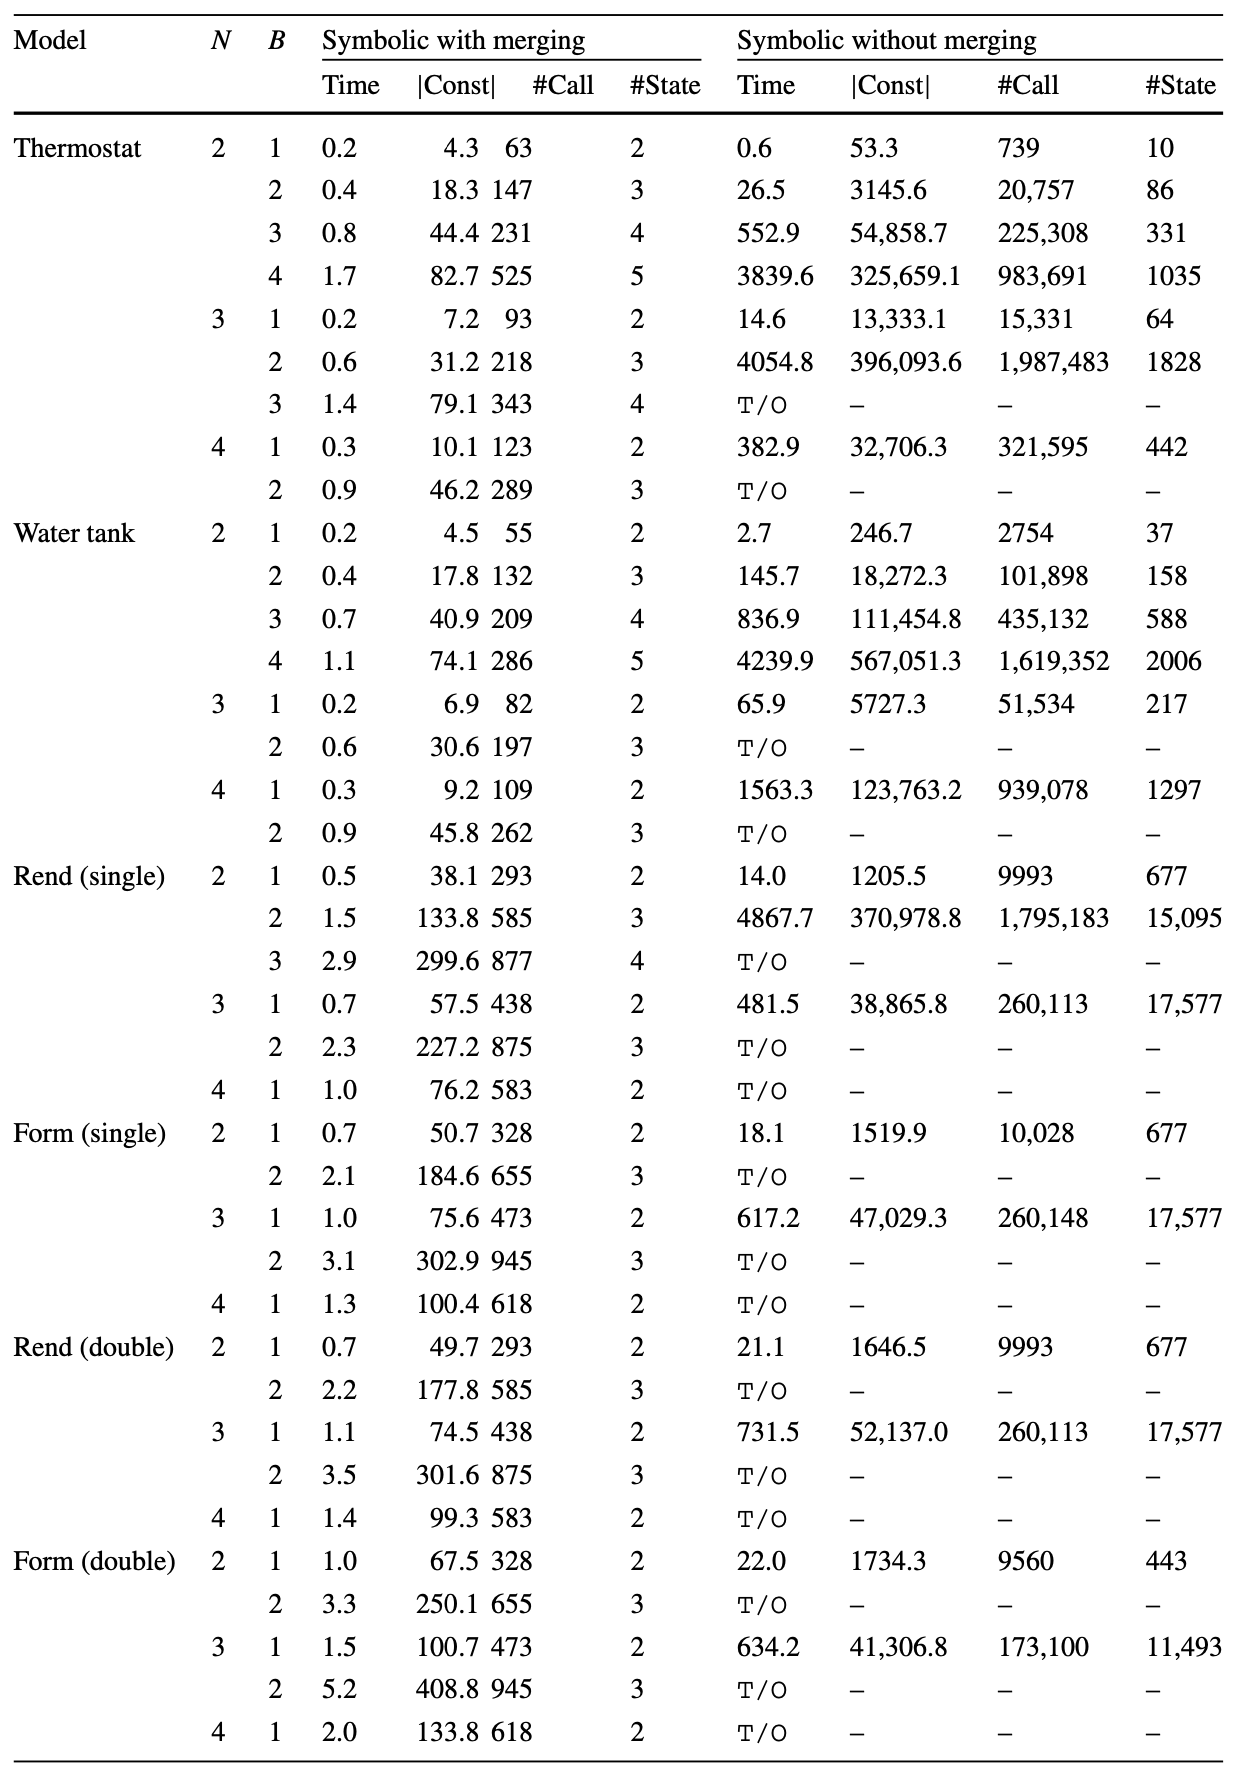 Model N B Symbolic with merging Symbolic without merging
Time |Const| #Call #State Time |Const| #Call #State
Thermostat 2 1 0.2 4.3 63 2 0.6 53.3 739 10
2 0.4 18.3 147 3 26.5 3145.6 20,757 86
3 0.8 44.4 231 4 552.9 54,858.7 225,308 331
4 1.7 82.7 525 5 3839.6 325,659.1 983,691 1035
3 1 0.2 7.2 93 2 14.6 13,333.1 15,331 64
2 0.6 31.2 218 3 4054.8 396,093.6 1,987,483 1828
3 1.4 79.1 343 4 T/O – – –
4 1 0.3 10.1 123 2 382.9 32,706.3 321,595 442
2 0.9 46.2 289 3 T/O – – –
Water tank 2 1 0.2 4.5 55 2 2.7 246.7 2754 37
2 0.4 17.8 132 3 145.7 18,272.3 101,898 158
3 0.7 40.9 209 4 836.9 111,454.8 435,132 588
4 1.1 74.1 286 5 4239.9 567,051.3 1,619,352 2006
3 1 0.2 6.9 82 2 65.9 5727.3 51,534 217
2 0.6 30.6 197 3 T/O – – –
4 1 0.3 9.2 109 2 1563.3 123,763.2 939,078 1297
2 0.9 45.8 262 3 T/O – – –
Rend (single) 2 1 0.5 38.1 293 2 14.0 1205.5 9993 677
2 1.5 133.8 585 3 4867.7 370,978.8 1,795,183 15,095
3 2.9 299.6 877 4 T/O – – –
3 1 0.7 57.5 438 2 481.5 38,865.8 260,113 17,577
2 2.3 227.2 875 3 T/O – – –
4 1 1.0 76.2 583 2 T/O – – –
Form (single) 2 1 0.7 50.7 328 2 18.1 1519.9 10,028 677
2 2.1 184.6 655 3 T/O – – –
3 1 1.0 75.6 473 2 617.2 47,029.3 260,148 17,577
2 3.1 302.9 945 3 T/O – – –
4 1 1.3 100.4 618 2 T/O – – –
Rend (double) 2 1 0.7 49.7 293 2 21.1 1646.5 9993 677
2 2.2 177.8 585 3 T/O – – –
3 1 1.1 74.5 438 2 731.5 52,137.0 260,113 17,577
2 3.5 301.6 875 3 T/O – – –
4 1 1.4 99.3 583 2 T/O – – –
Form (double) 2 1 1.0 67.5 328 2 22.0 1734.3 9560 443
2 3.3 250.1 655 3 T/O – – –
3 1 1.5 100.7 473 2 634.2 41,306.8 173,100 11,493
2 5.2 408.8 945 3 T/O – – –
4 1 2.0 133.8 618 2 T/O – – –